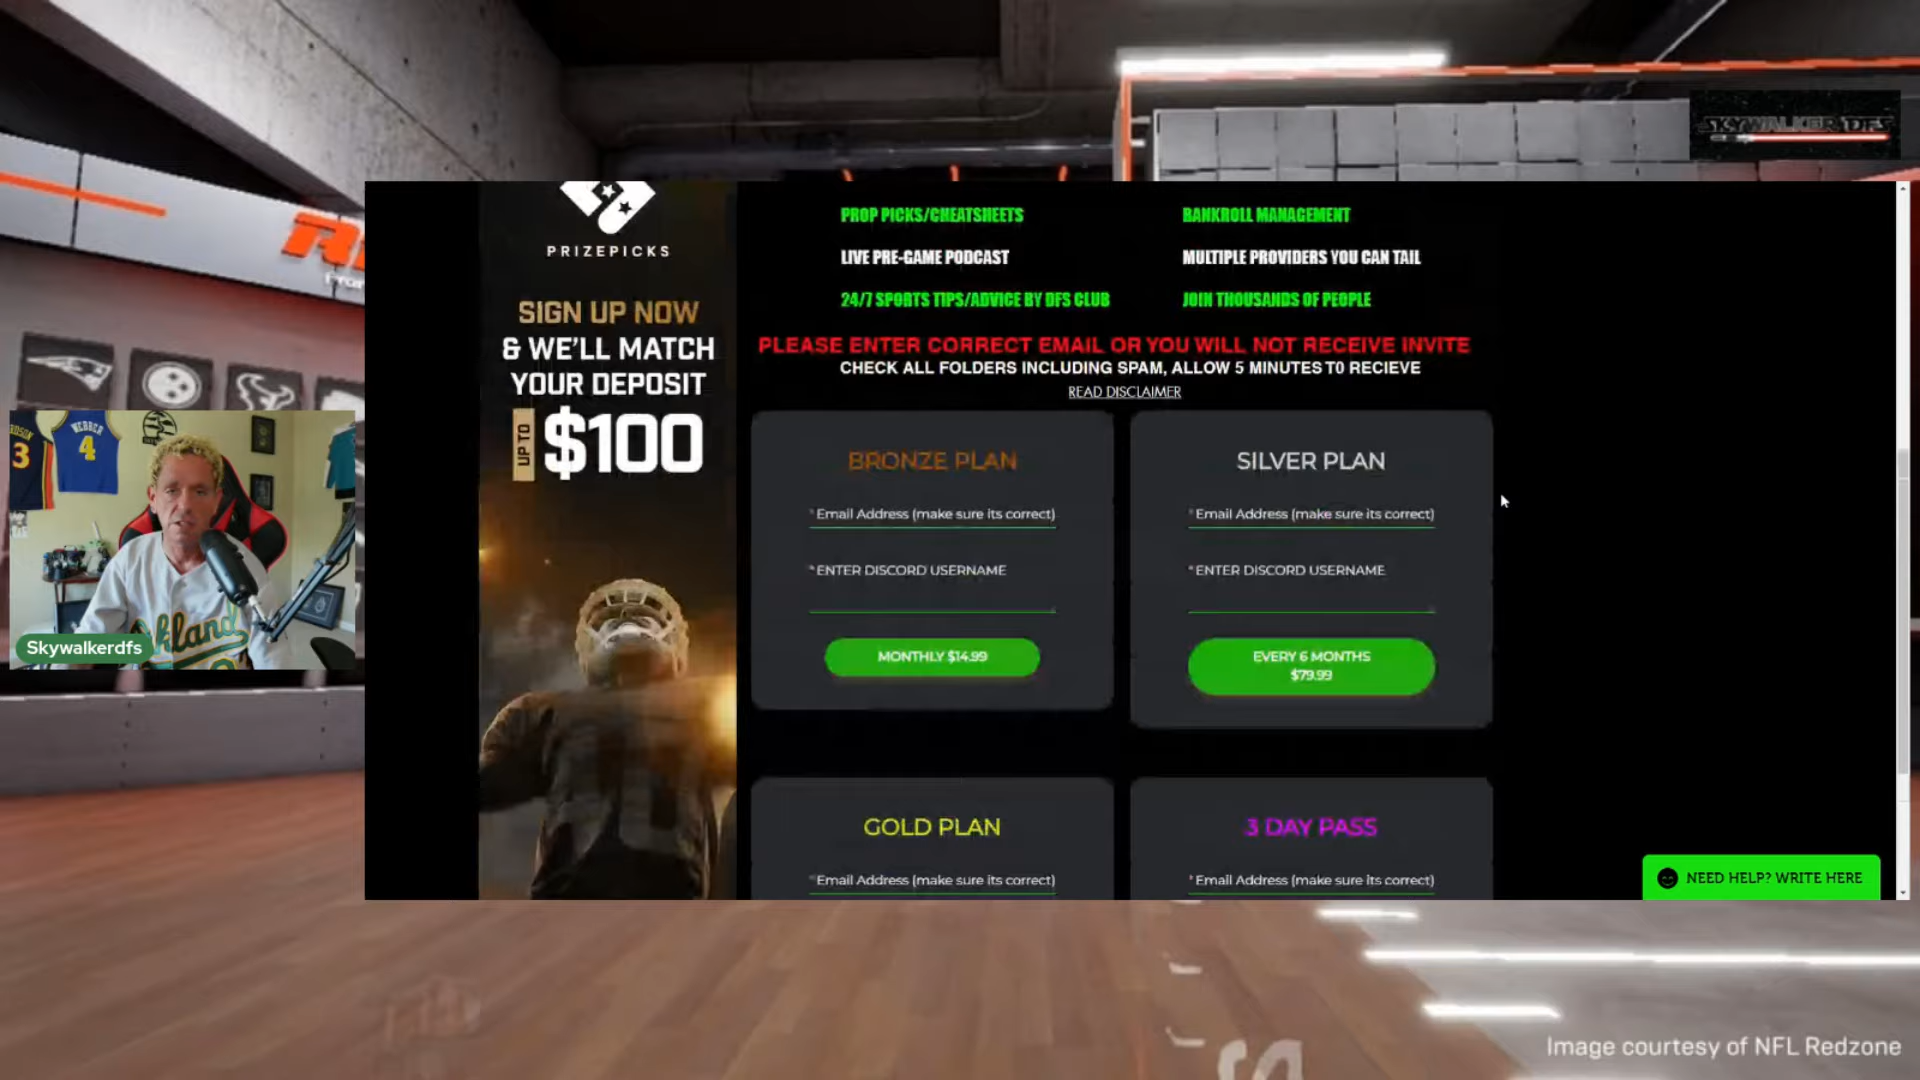 SKYWALKER DFS
PRIZEPICKS
SIGN UP NOW
& WE'LL MATCH
YOUR DEPOSIT
UP TO
$100
PROP PICKS/CHEATSHEETS
BANKROLL MANAGEMENT
LIVE PRE-GAME PODCAST
MULTIPLE PROVIDERS YOU CAN TAIL
24/7 SPORTS TIPS/ADVICE BY DFS CLUB
JOIN THOUSANDS OF PEOPLE
PLEASE ENTER CORRECT EMAIL OR YOU WILL NOT RECEIVE INVITE
CHECK ALL FOLDERS INCLUDING SPAM, ALLOW 5 MINUTES TO RECIEVE
READ DISCLAIMER
BRONZE PLAN
*Email Address (make sure its correct)
*ENTER DISCORD USERNAME
MONTHLY $14.99
SILVER PLAN
*Email Address (make sure its correct)
*ENTER DISCORD USERNAME
EVERY 6 MONTHS
$79.99
GOLD PLAN
*Email Address (make sure its correct)
3 DAY PASS
*Email Address (make sure its correct)
NEED HELP? WRITE HERE
3
WEBBER
4
Skywalkerdfs
Image courtesy of NFL Redzone